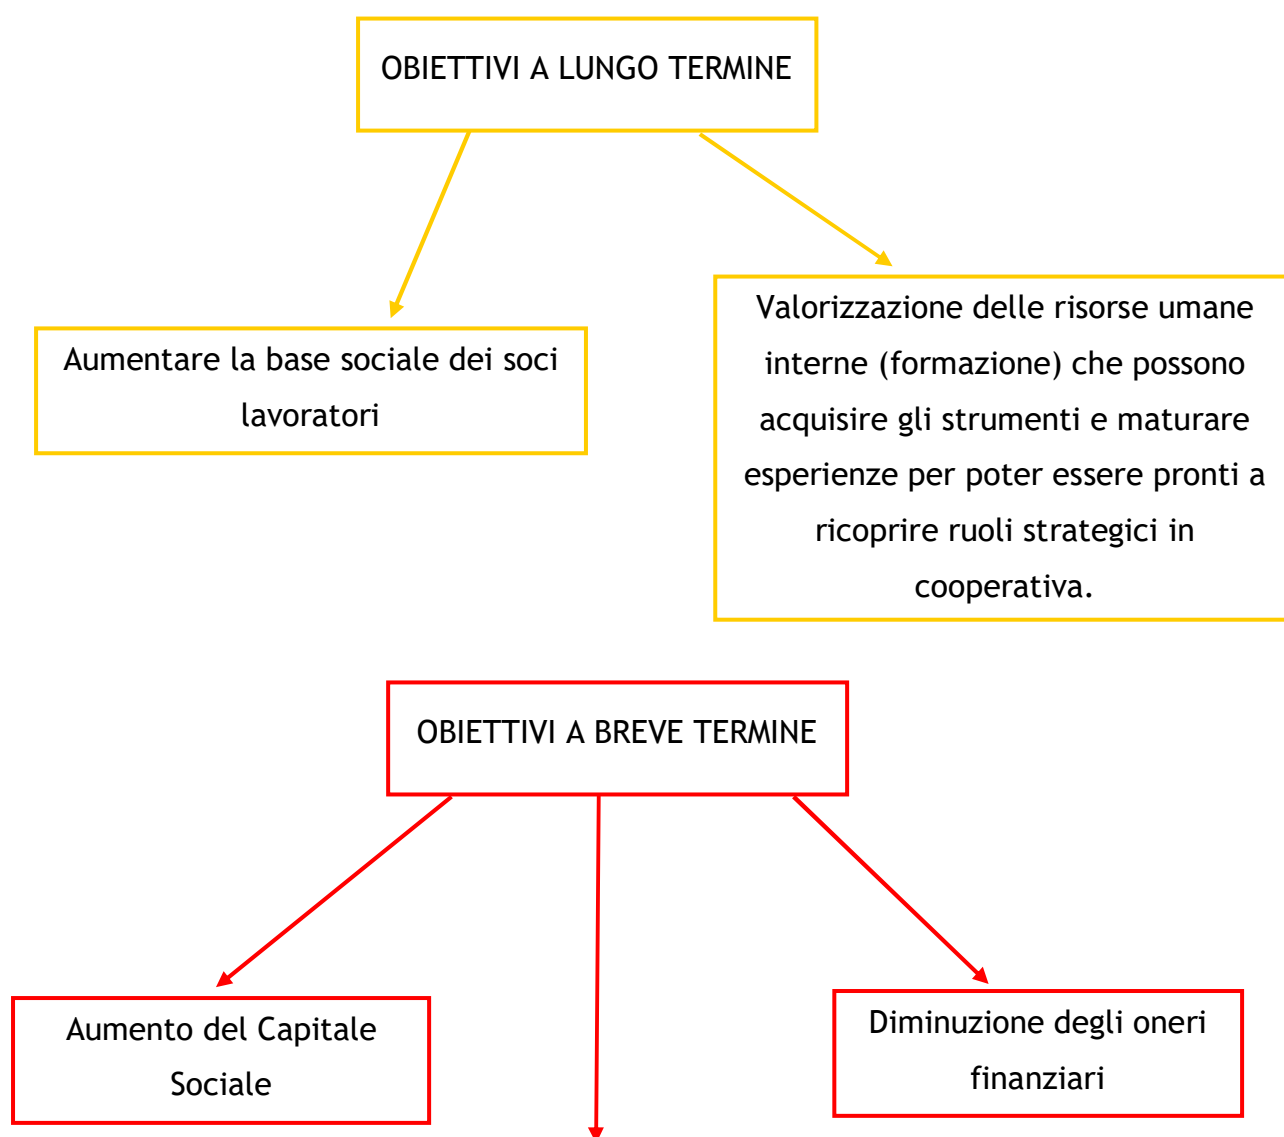 OBIETTIVI A LUNGO TERMINE
Aumentare la base sociale dei soci
lavoratori
Valorizzazione delle risorse umane
interne (formazione) che possono
acquisire gli strumenti e maturare
esperienze per poter essere pronti a
ricoprire ruoli strategici in
cooperativa.
OBIETTIVI A BREVE TERMINE
Aumento del Capitale
Sociale
Diminuzione degli oneri
finanziari